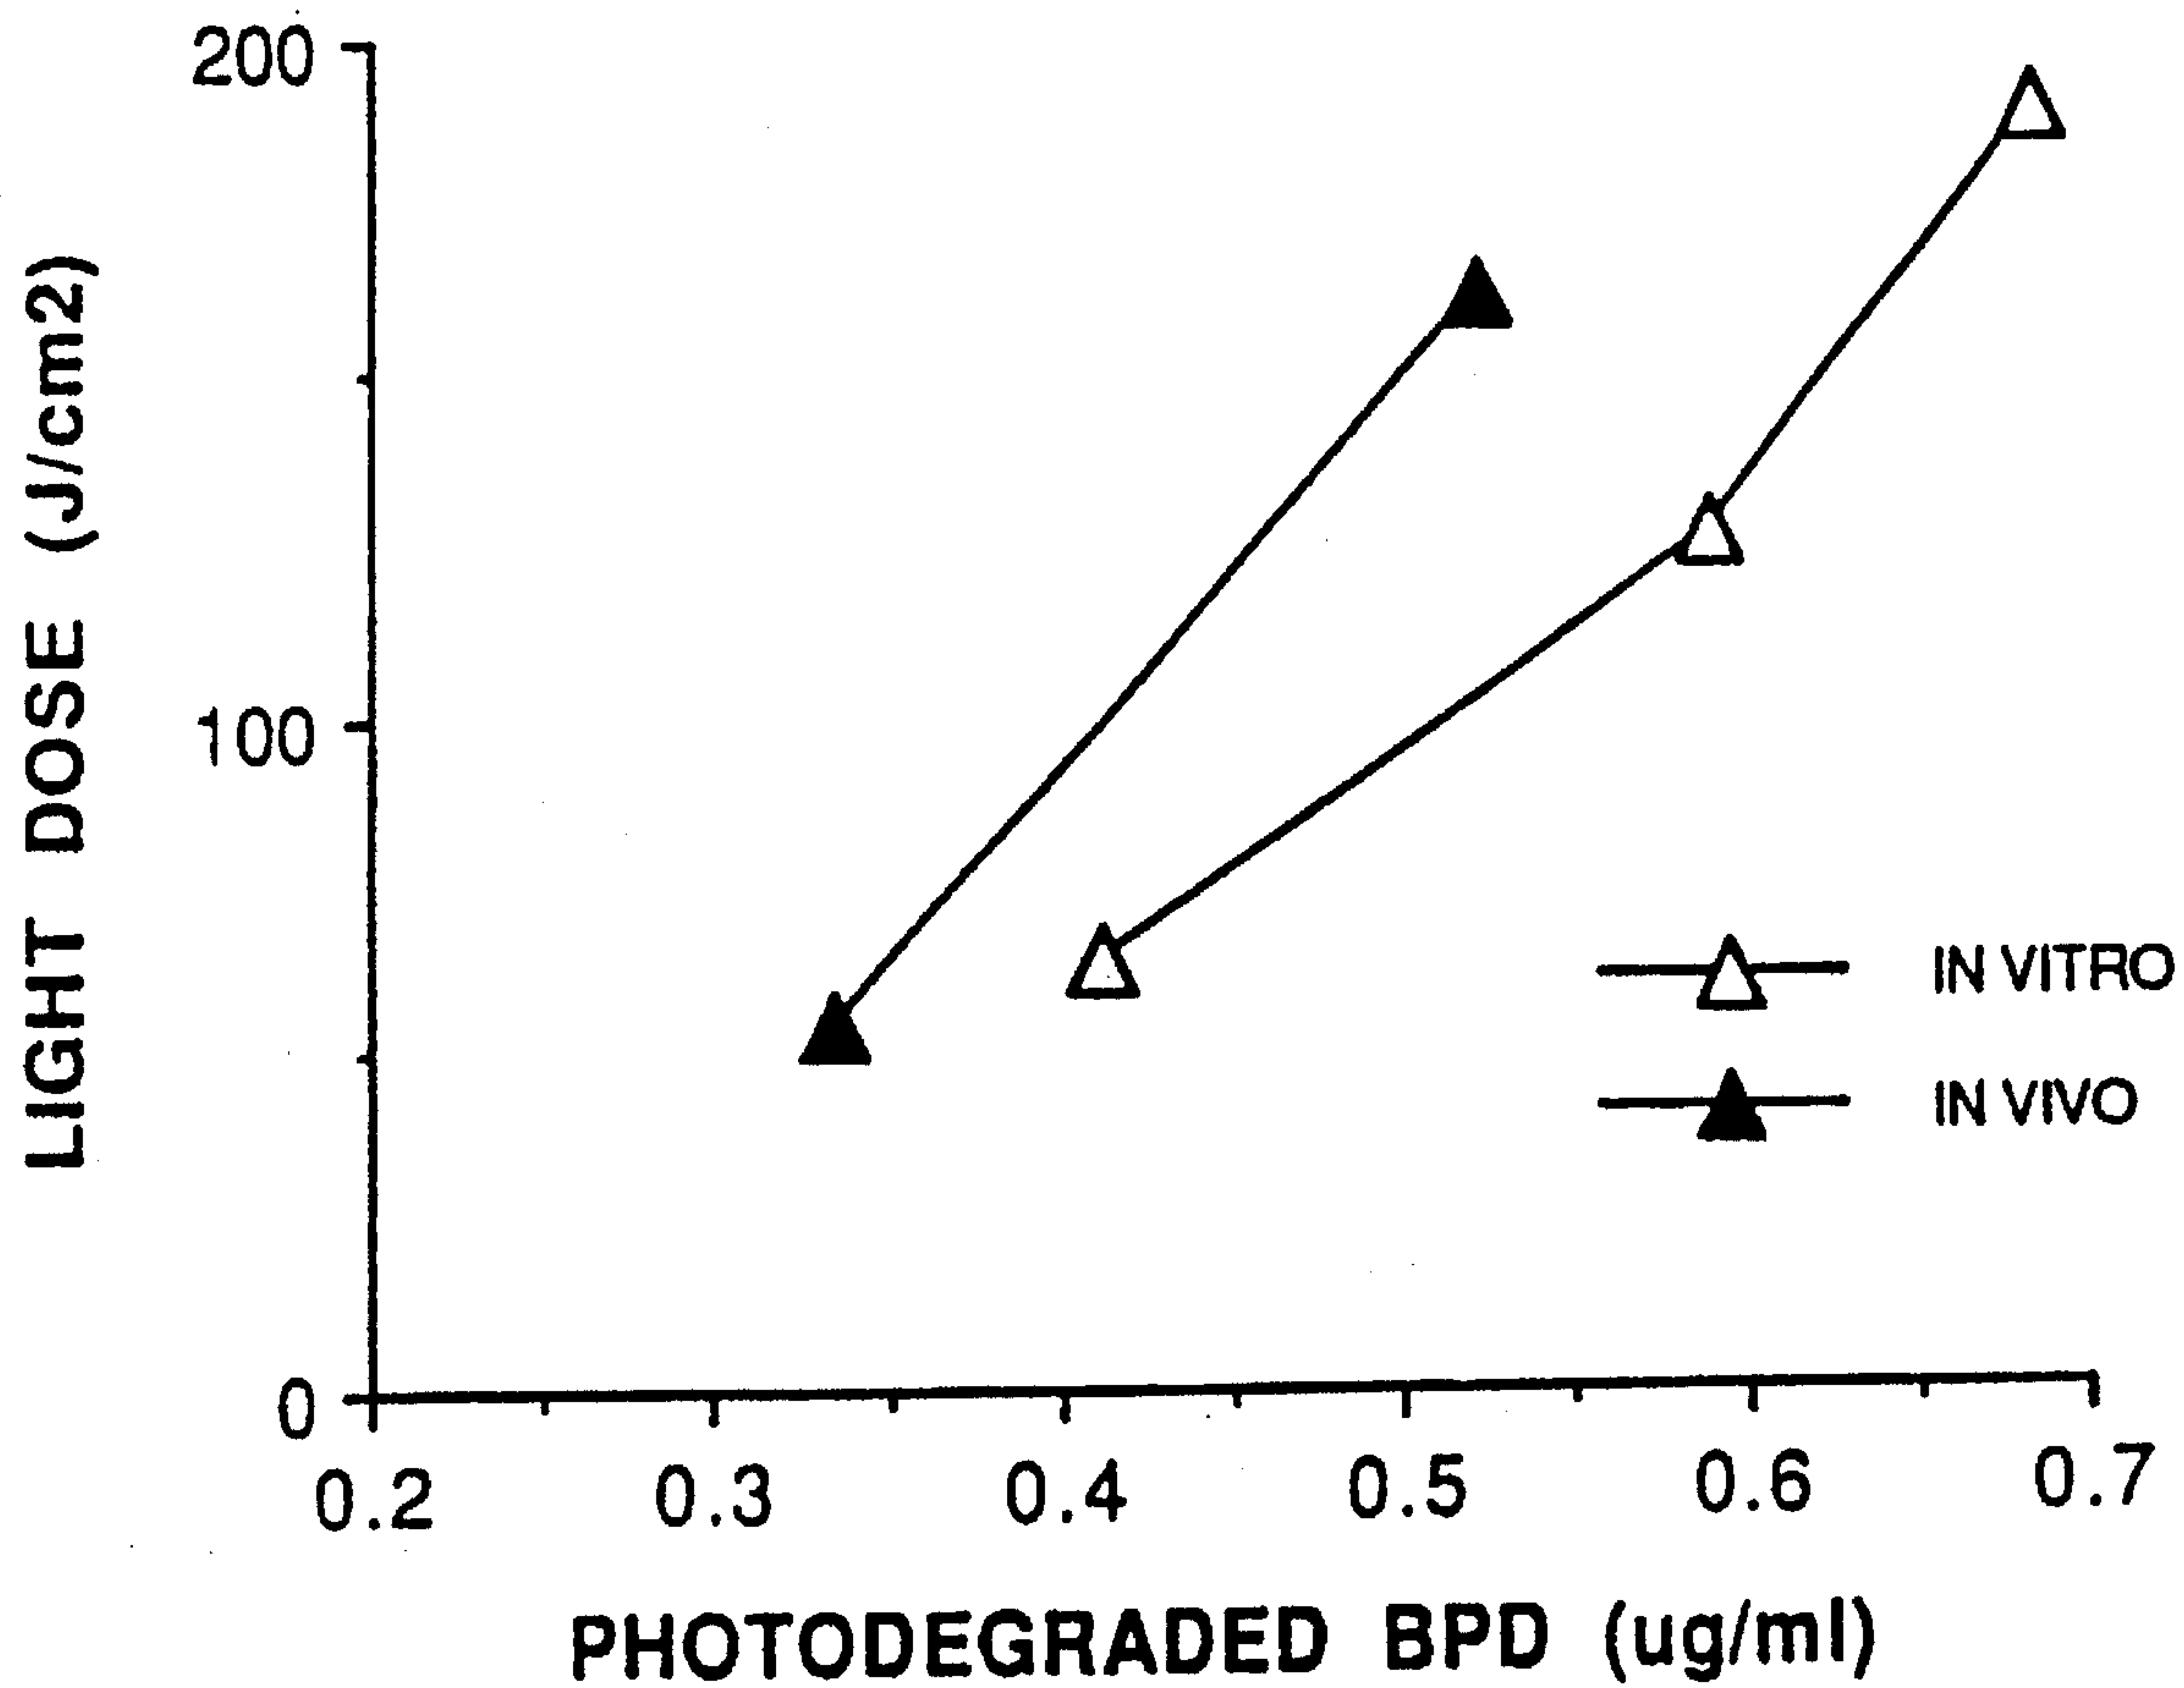 200
100
0
LIGHT DOSE (J/cm2)
IN VITRO
IN VIVO
0.2 0.3 0.4 0.5 0.6 0.7
PHOTODEGRADED BPD (ug/ml)